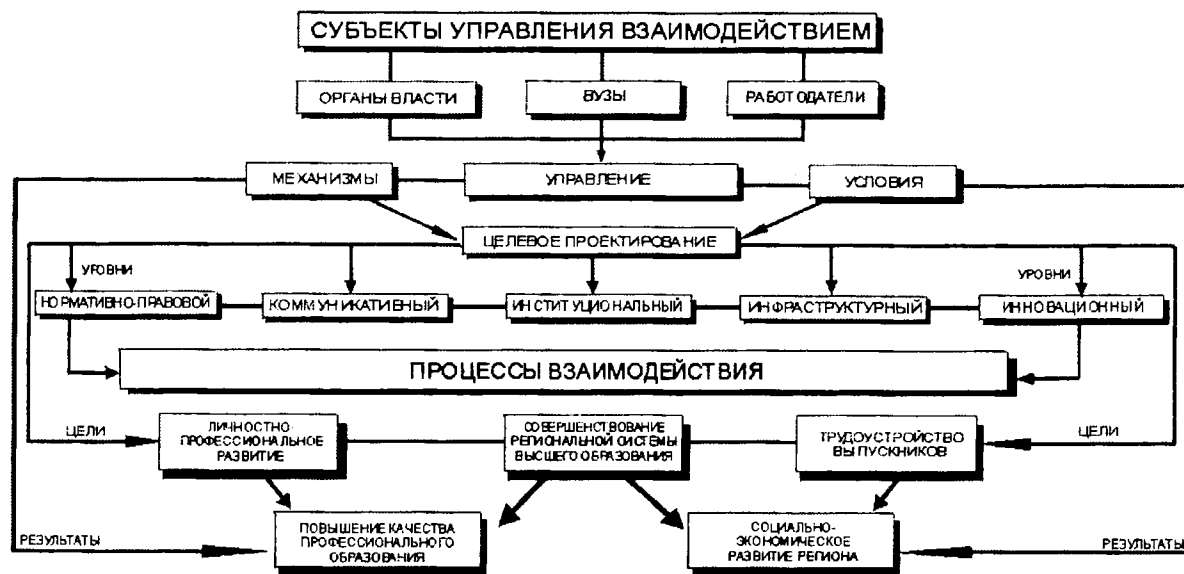 СУБЪЕКТЫ УПРАВЛЕНИЯ ВЗАИМОДЕЙСТВИЕМ
ОРГАНЫ ВЛАСТИ
ВУЗЫ
РАБОТОДАТЕЛИ
МЕХАНИЗМЫ
УПРАВЛЕНИЕ
УСЛОВИЯ
ЦЕЛЕВОЕ ПРОЕКТИРОВАНИЕ
УРОВНИ
УРОВНИ
НОРМАТИВНО-ПРАВОВОЙ
КОММУНИКАТИВНЫЙ
ИНСТИТУЦИОНАЛЬНЫЙ
ИНФРАСТРУКТУРНЫЙ
ИННОВАЦИОННЫЙ
ПРОЦЕССЫ ВЗАИМОДЕЙСТВИЯ
ЦЕЛИ
ЛИЧНОСТНО-
ПРОФЕССИОНАЛЬНОЕ
РАЗВИТИЕ
СОВЕРШЕНСТВОВАНИЕ
РЕГИОНАЛЬНОЙ СИСТЕМЫ
ВЫСШЕГО ОБРАЗОВАНИЯ
ТРУДОУСТРОЙСТВО
ВЫПУСКНИКОВ
ЦЕЛИ
РЕЗУЛЬТАТЫ
ПОВЫШЕНИЕ КАЧЕСТВА
ПРОФЕССИОНАЛЬНОГО
ОБРАЗОВАНИЯ
СОЦИАЛЬНО-
ЭКОНОМИЧЕСКОЕ
РАЗВИТИЕ РЕГИОНА
РЕЗУЛЬТАТЫ